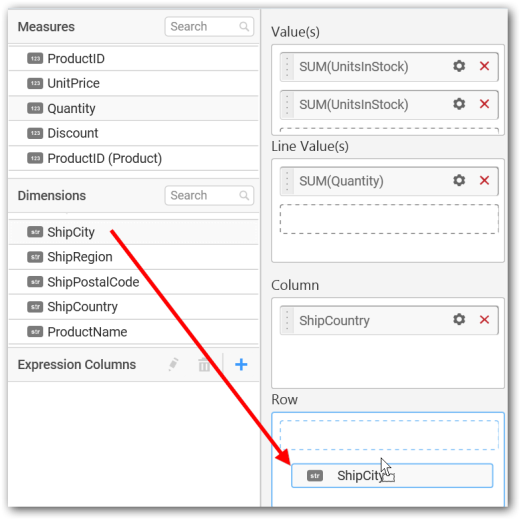 Measures
Search
123 ProductID
123 UnitPrice
123 Quantity
123 Discount
123 ProductID (Product)
Dimensions
Search
str ShipCity
str ShipRegion
str ShipPostalCode
str ShipCountry
str ProductName
Expression Columns
Value(s)
SUM(UnitsInStock)
SUM(UnitsInStock)
Line Value(s)
SUM(Quantity)
Column
ShipCountry
Row
str ShipCity